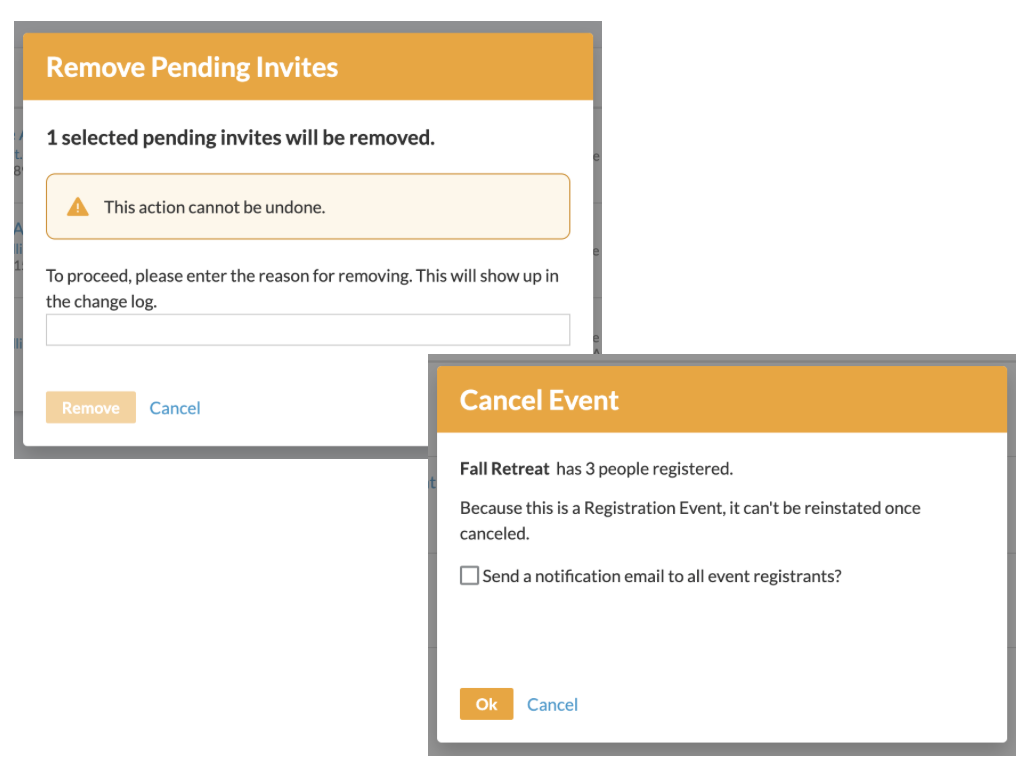 Remove Pending Invites
1 selected pending invites will be removed.
This action cannot be undone.
To proceed, please enter the reason for removing. This will show up in
the change log.
Remove Cancel
Cancel Event
Fall Retreat has 3 people registered.
Because this is a Registration Event, it can't be reinstated once
canceled.
Send a notification email to all event registrants?
Ok Cancel